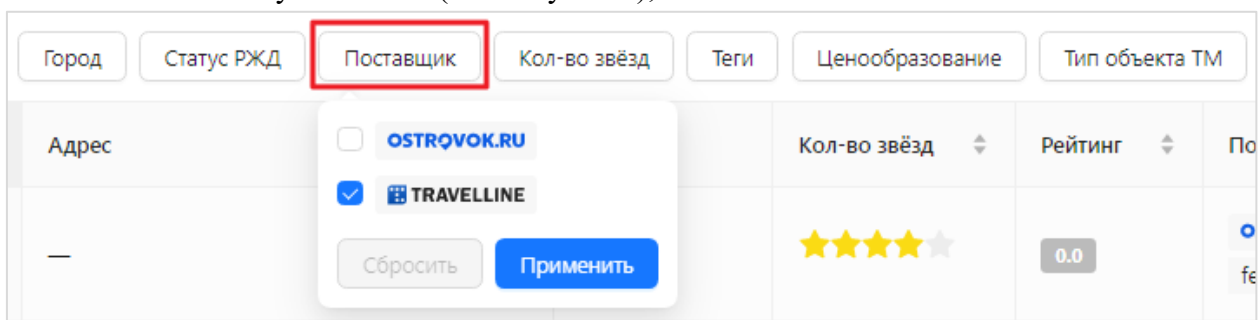 Город Статус РЖД Поставщик Кол-во звёзд Теги Ценообразование Тип объекта ТМ
Адрес Кол-во звёзд Рейтинг
OSTROVOK.RU
TRAVELLINE
— 0.0
Сбросить Применить